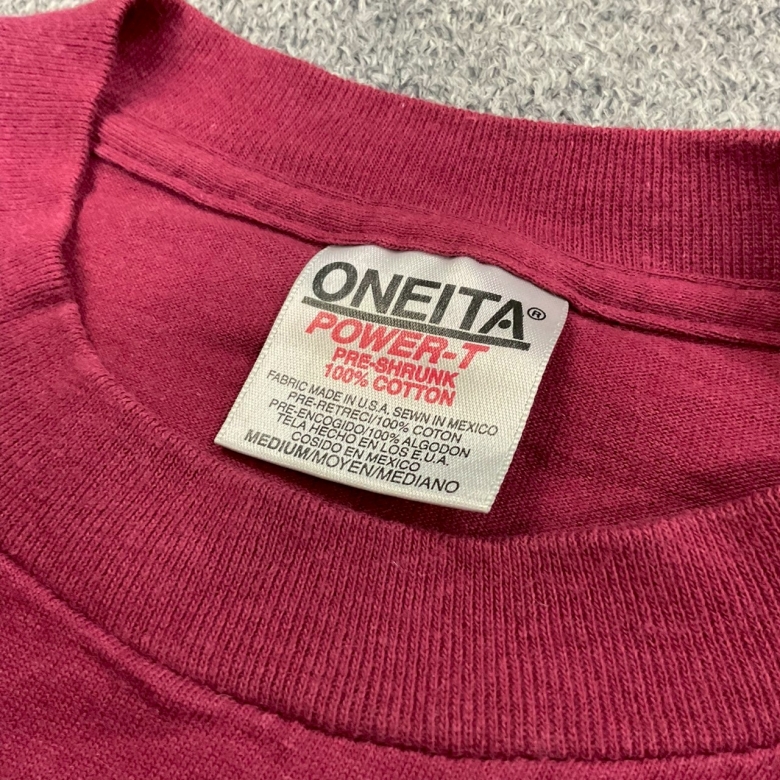 ONEITA®
POWER-T
PRE-SHRUNK
100% COTTON
FABRIC MADE IN U.S.A. SEWN IN MEXICO
PRE-RETRECI/100% COTON
PRE-ENCOGIDO/100% ALGODON
TELA HECHO EN LOS E.U.A.
COSIDO EN MEXICO
MEDIUM/MOYEN/MEDIANO